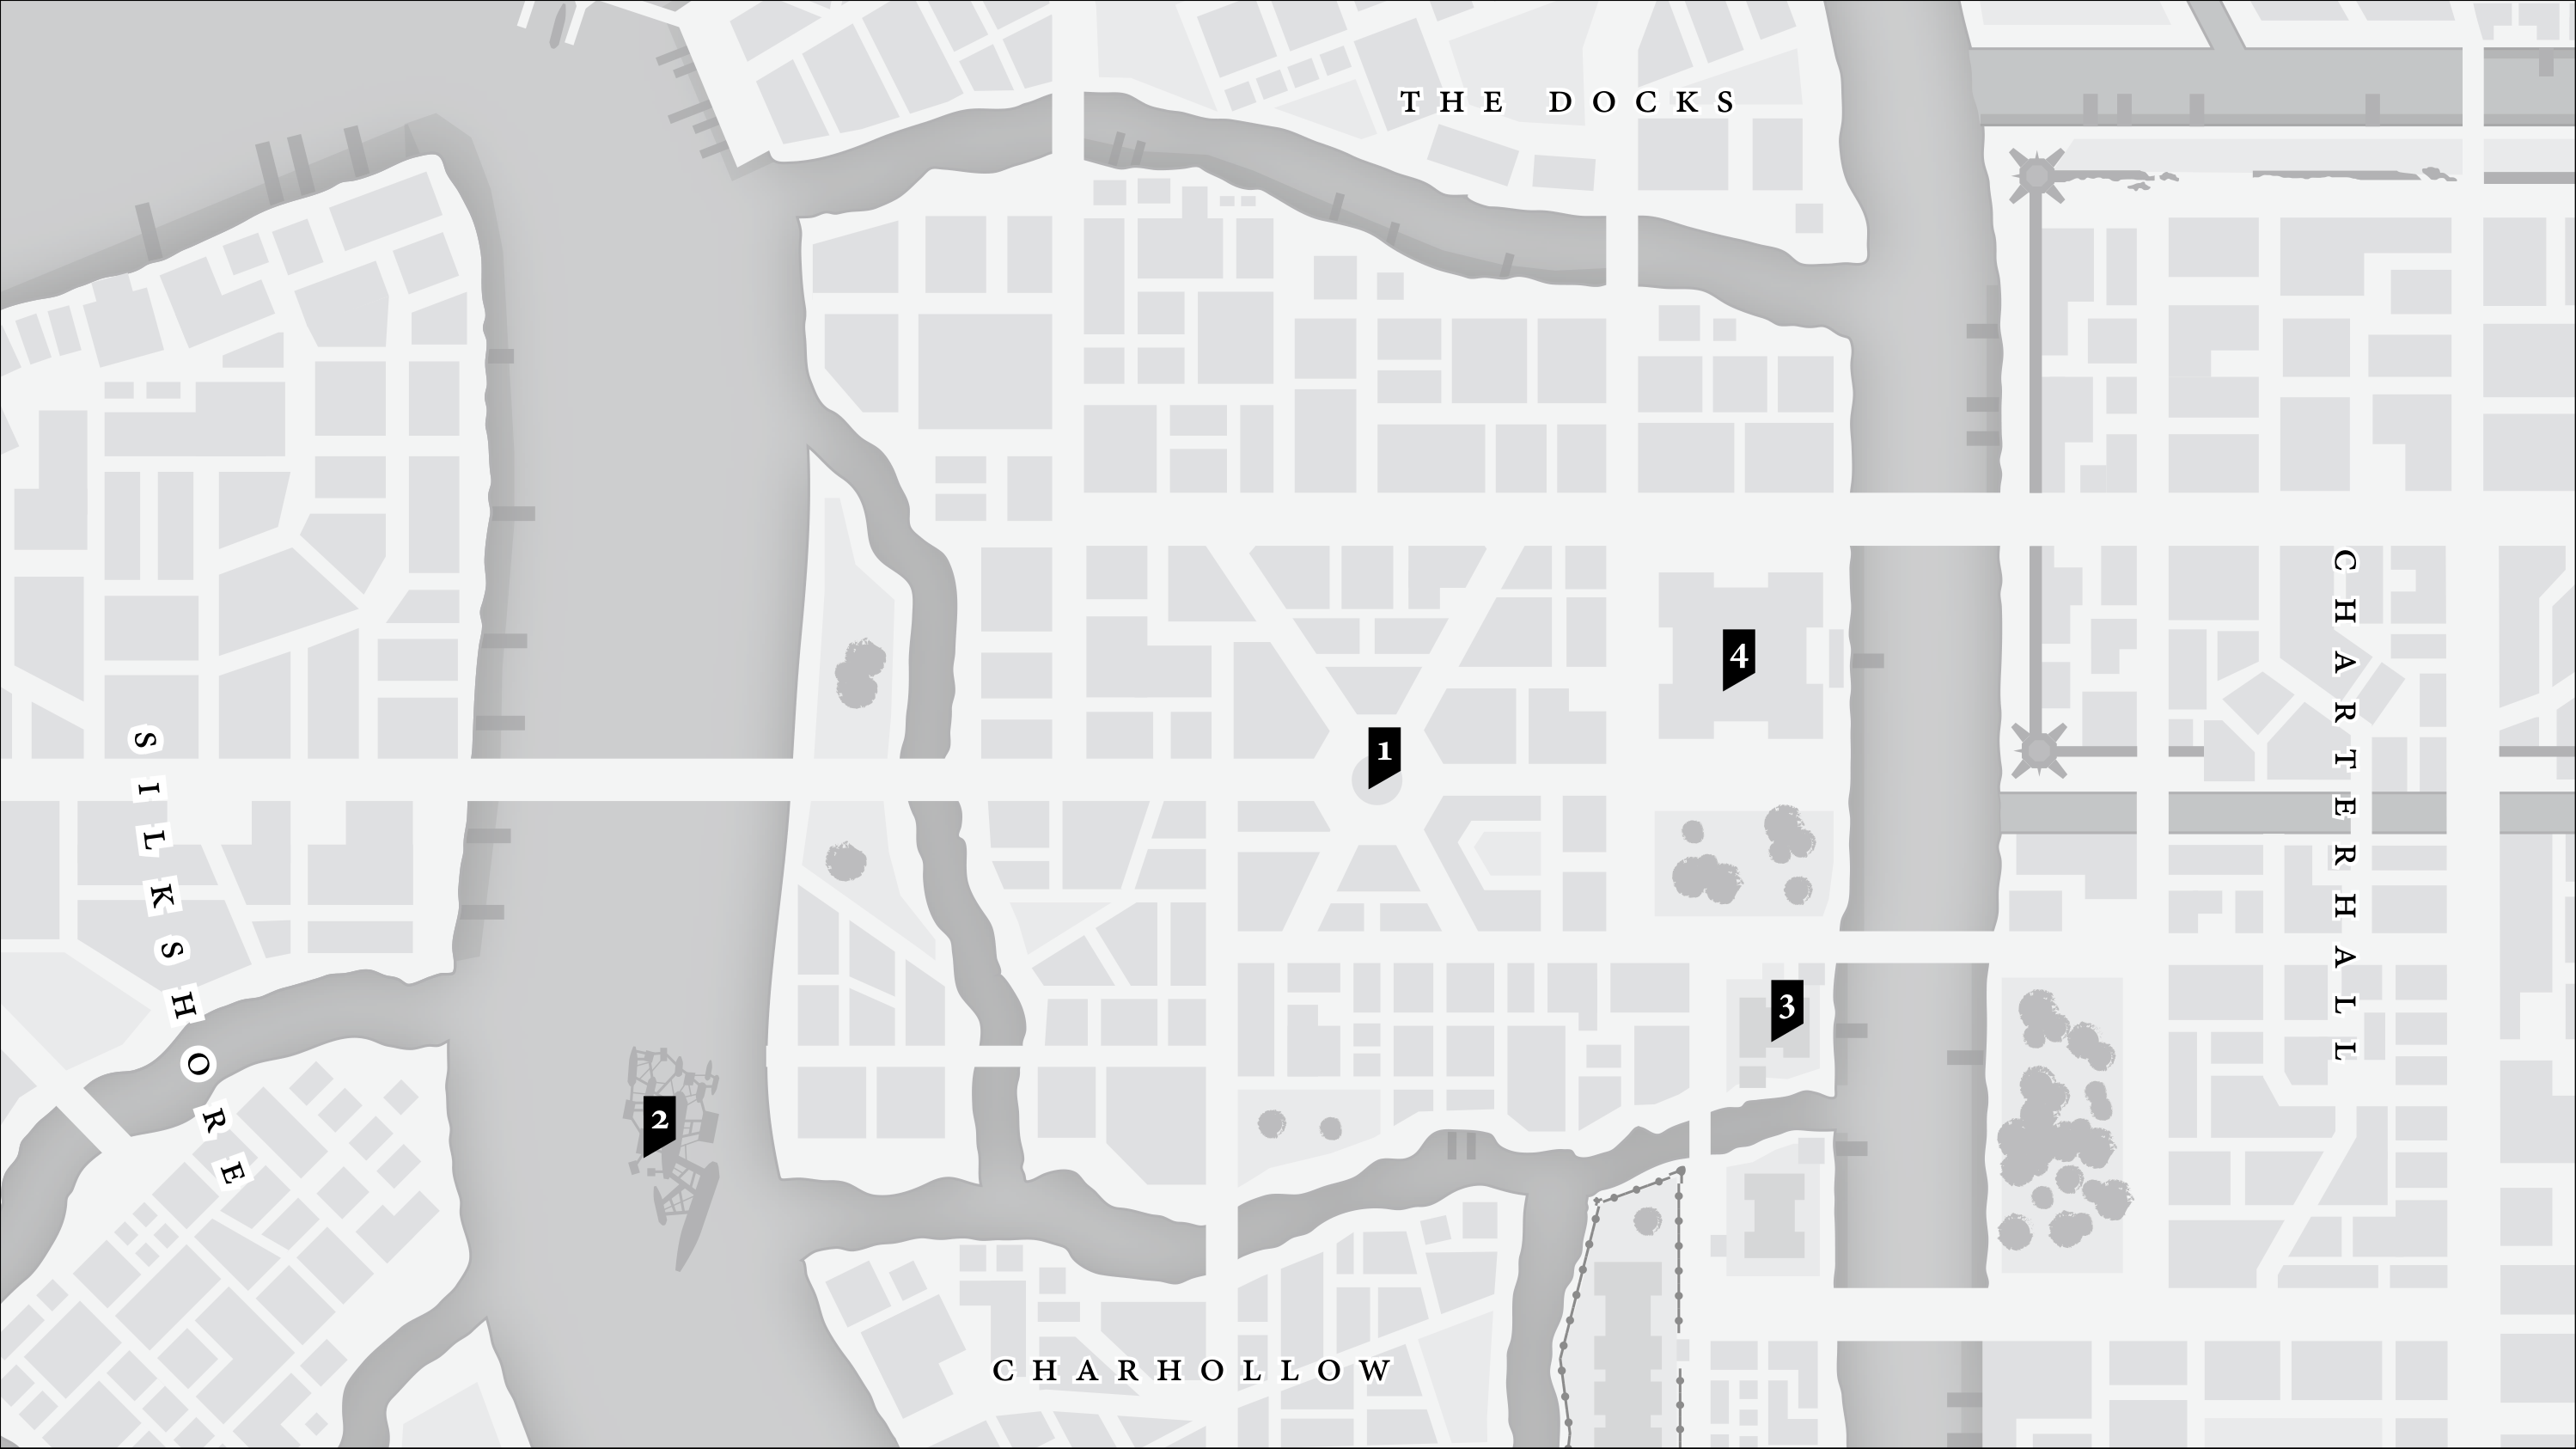 THE DOCKS
CHARTERHALL
4
SILKSHORE
1
3
2
CHARHOLLOW